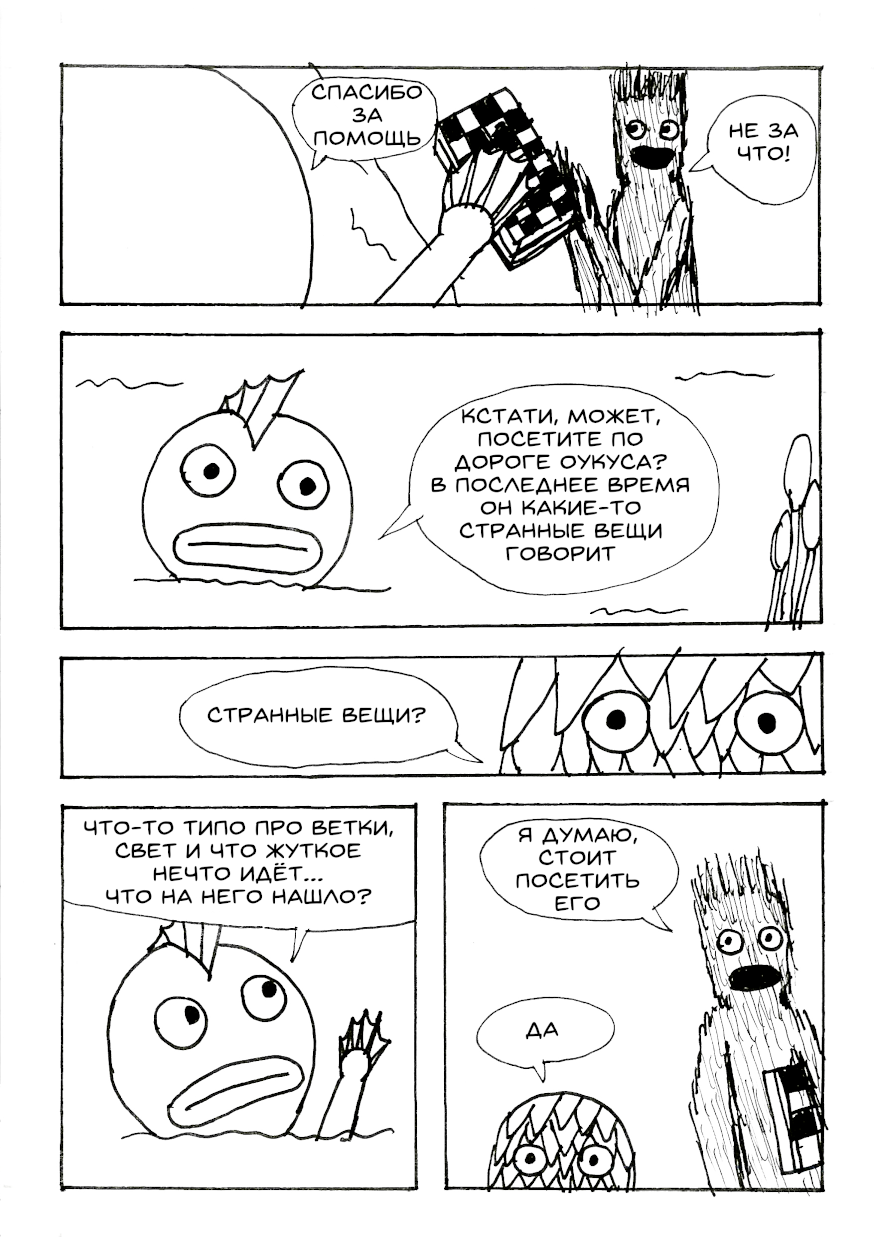 СПАСИБО
ЗА
ПОМОЩЬ
НЕ ЗА
ЧТО!
КСТАТИ, МОЖЕТ,
ПОСЕТИТЕ ПО
ДОРОГЕ ОУКУСА?
В ПОСЛЕДНЕЕ ВРЕМЯ
ОН КАКИЕ-ТО
СТРАННЫЕ ВЕЩИ
ГОВОРИТ
СТРАННЫЕ ВЕЩИ?
ЧТО-ТО ТИПО ПРО ВЕТКИ,
СВЕТ И ЧТО ЖУТКОЕ
НЕЧТО ИДЁТ...
ЧТО НА НЕГО НАШЛО?
Я ДУМАЮ,
СТОИТ
ПОСЕТИТЬ
ЕГО
ДА